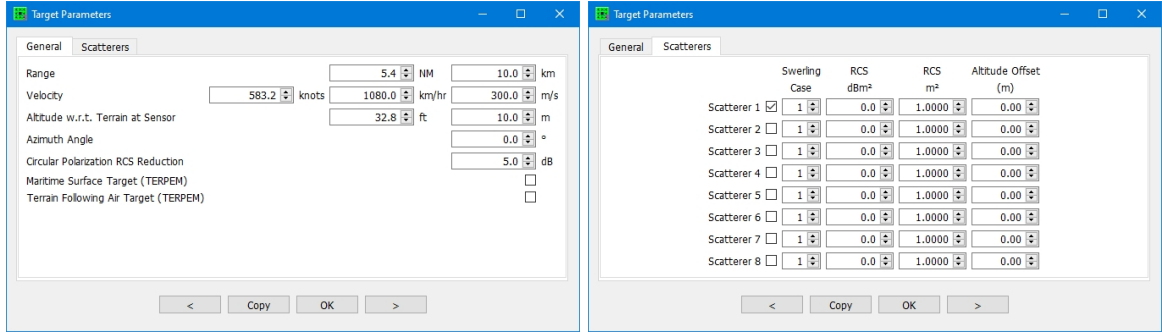 Target Parameters
General Scatterers
Range 5.4 NM 10.0 km
Velocity 583.2 knots 1080.0 km/hr 300.0 m/s
Altitude w.r.t. Terrain at Sensor 32.8 ft 10.0 m
Azimuth Angle 0.0 °
Circular Polarization RCS Reduction 5.0 dB
Maritime Surface Target (TERPEM)
Terrain Following Air Target (TERPEM)
< Copy OK >
Target Parameters
General Scatterers
Swerling RCS RCS Altitude Offset
Case dBm² m² (m)
Scatterer 1 1 0.0 1.0000 0.00
Scatterer 2 1 0.0 1.0000 0.00
Scatterer 3 1 0.0 1.0000 0.00
Scatterer 4 1 0.0 1.0000 0.00
Scatterer 5 1 0.0 1.0000 0.00
Scatterer 6 1 0.0 1.0000 0.00
Scatterer 7 1 0.0 1.0000 0.00
Scatterer 8 1 0.0 1.0000 0.00
< Copy OK >